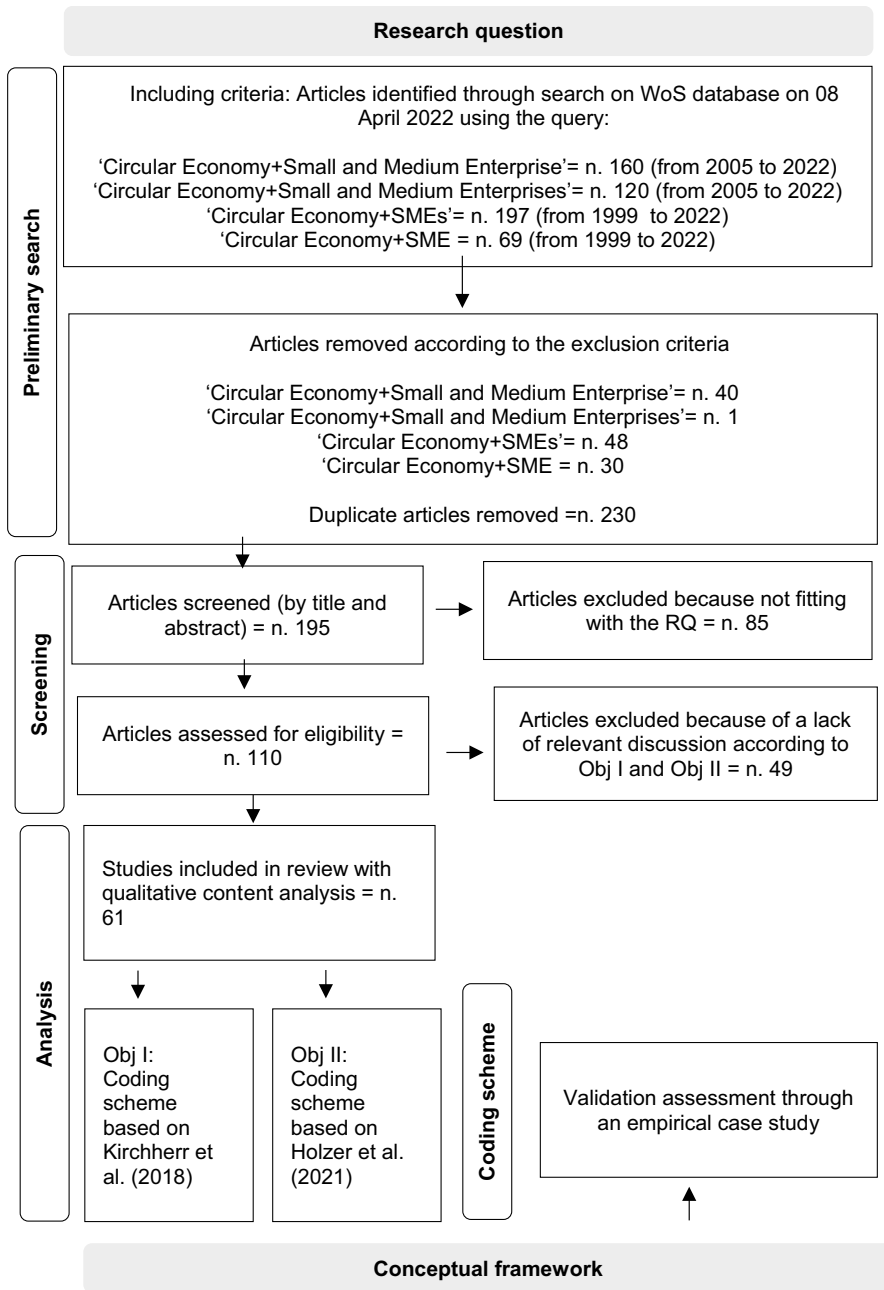 Research question
Preliminary search
Including criteria: Articles identified through search on WoS database on 08
April 2022 using the query:
‘Circular Economy+Small and Medium Enterprise’= n. 160 (from 2005 to 2022)
‘Circular Economy+Small and Medium Enterprises’= n. 120 (from 2005 to 2022)
‘Circular Economy+SMEs’= n. 197 (from 1999 to 2022)
‘Circular Economy+SME = n. 69 (from 1999 to 2022)
Articles removed according to the exclusion criteria
‘Circular Economy+Small and Medium Enterprise’= n. 40
‘Circular Economy+Small and Medium Enterprises’= n. 1
‘Circular Economy+SMEs’= n. 48
‘Circular Economy+SME = n. 30
Duplicate articles removed =n. 230
Screening
Articles screened (by title and
abstract) = n. 195
Articles excluded because not fitting
with the RQ = n. 85
Articles assessed for eligibility =
n. 110
Articles excluded because of a lack
of relevant discussion according to
Obj I and Obj II = n. 49
Analysis
Studies included in review with
qualitative content analysis = n.
61
Obj I:
Coding
scheme
based on
Kirchherr et
al. (2018)
Obj II:
Coding
scheme
based on
Holzer et al.
(2021)
Coding scheme
Validation assessment through
an empirical case study
Conceptual framework